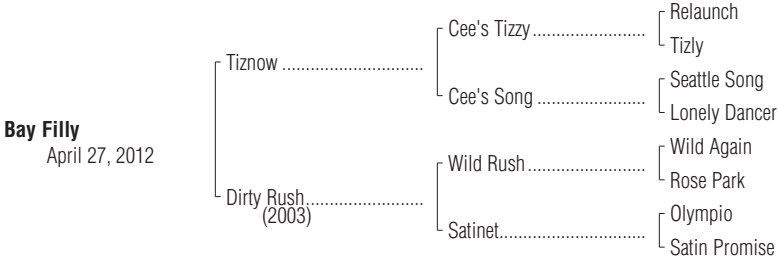 Relaunch
Cee's Tizzy
Tizly
Tiznow
Seattle Song
Cee's Song
Lonely Dancer
Bay Filly
April 27, 2012
Wild Again
Wild Rush
Rose Park
Dirty Rush
(2003)
Olympio
Satinet
Satin Promise